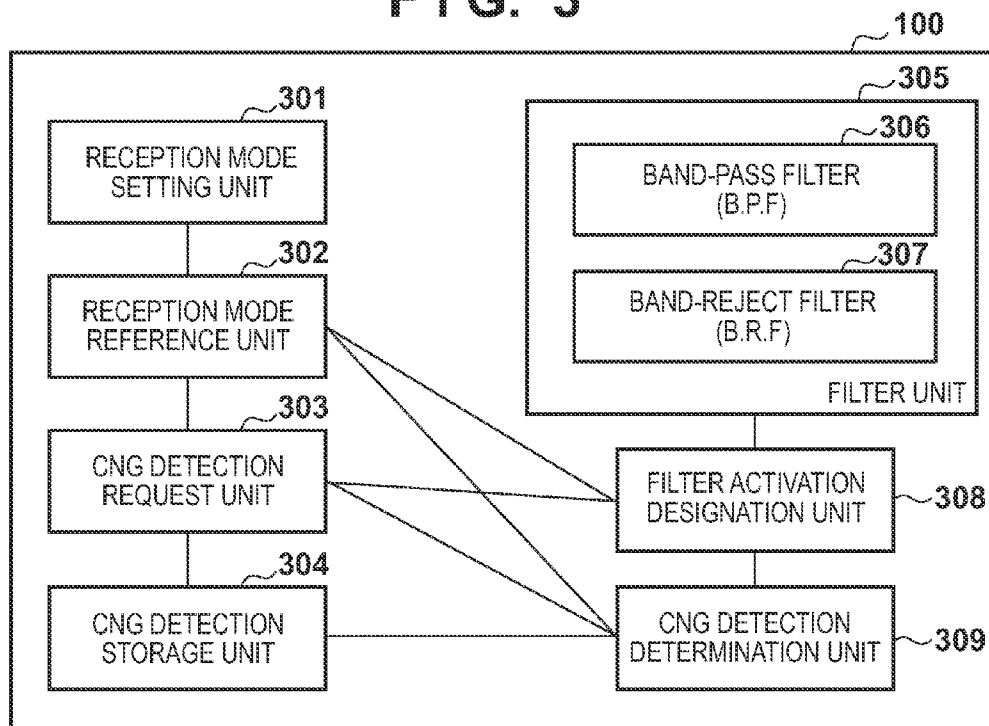 FIG. 3
100
301
RECEPTION MODE
SETTING UNIT
302
RECEPTION MODE
REFERENCE UNIT
303
CNG DETECTION
REQUEST UNIT
304
CNG DETECTION
STORAGE UNIT
305
306
BAND-PASS FILTER
(B.P.F)
307
BAND-REJECT FILTER
(B.R.F)
FILTER UNIT
FILTER ACTIVATION
DESIGNATION UNIT
308
CNG DETECTION
DETERMINATION UNIT
309